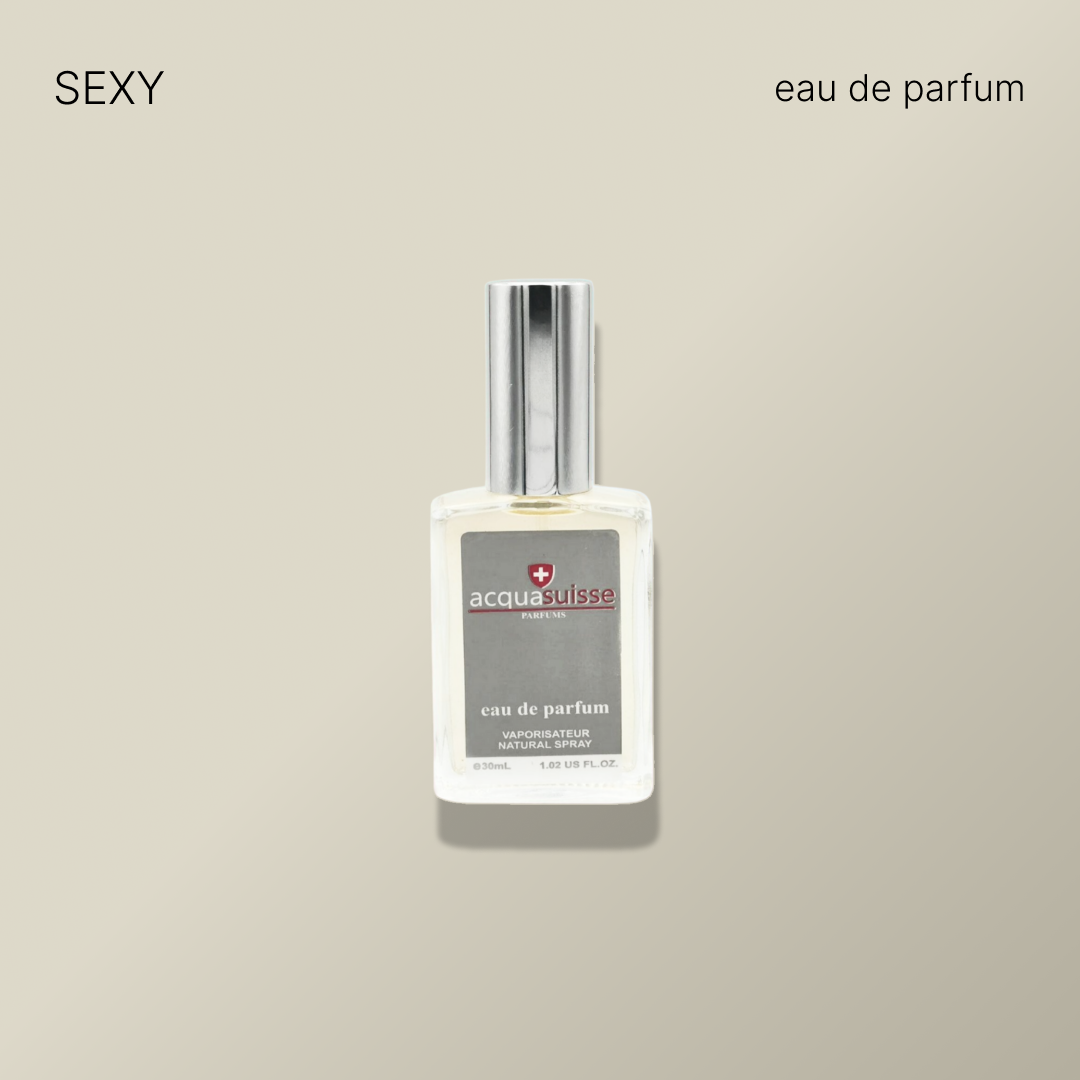 SEXY
eau de parfum
acquasuisse
PARFUMS
eau de parfum
VAPORISATEUR
NATURAL SPRAY
℮30mL 1.02 US FL.OZ.